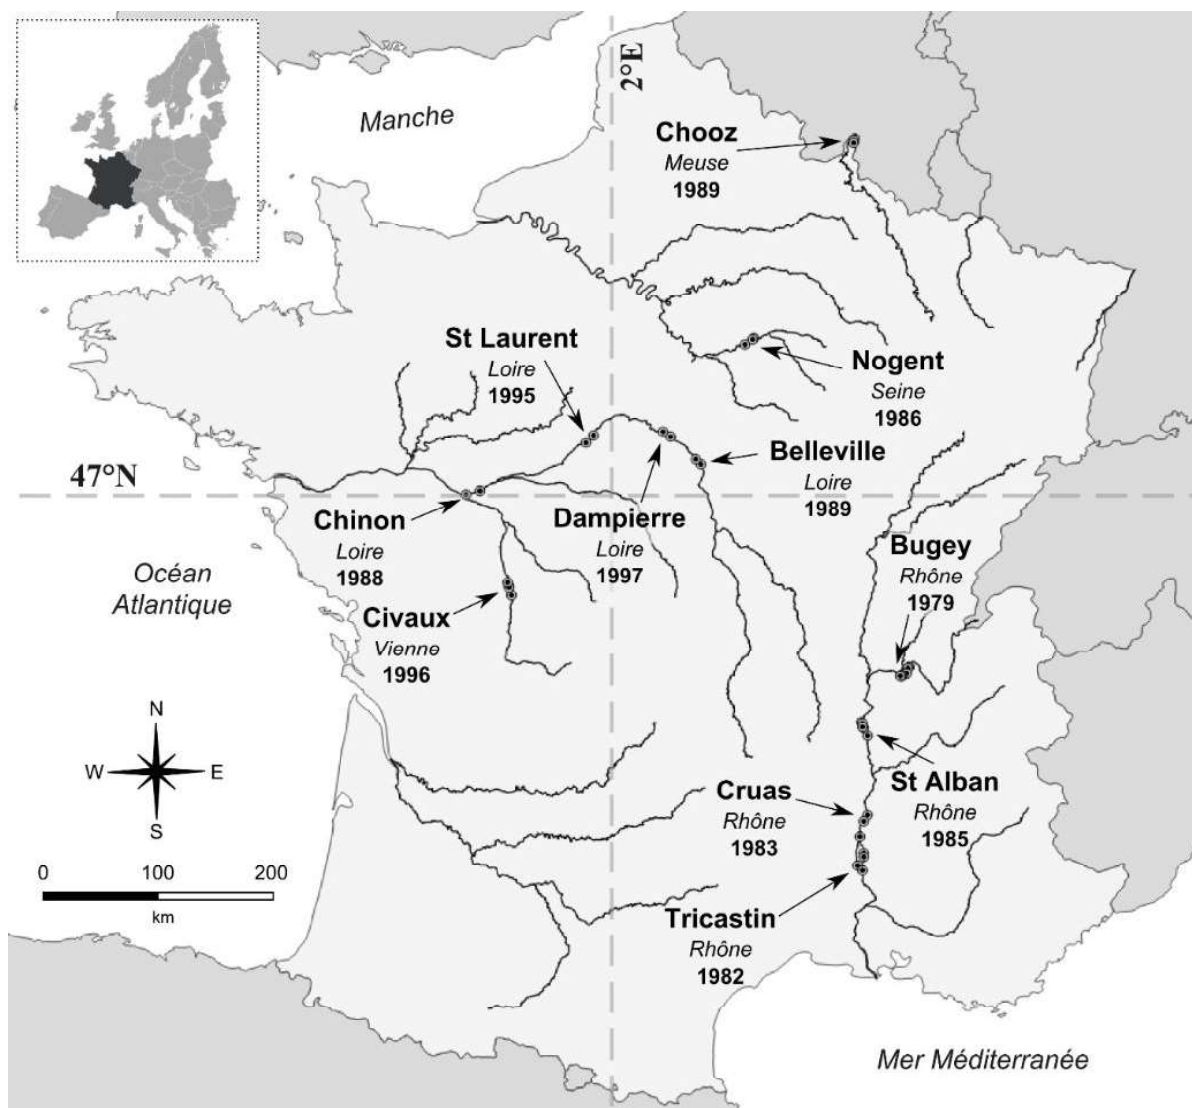 2°E
Manche
Chooz
Meuse
1989
St Laurent
Loire
1995
Nogent
Seine
1986
Belleville
Loire
1989
47°N
Chinon
Loire
1988
Dampierre
Loire
1997
Bugey
Rhône
1979
Océan
Atlantique
Civaux
Vienne
1996
N
W
E
S
St Alban
Rhône
1985
Cruas
Rhône
1983
0
100
200
km
Tricastin
Rhône
1982
Mer Méditerranée